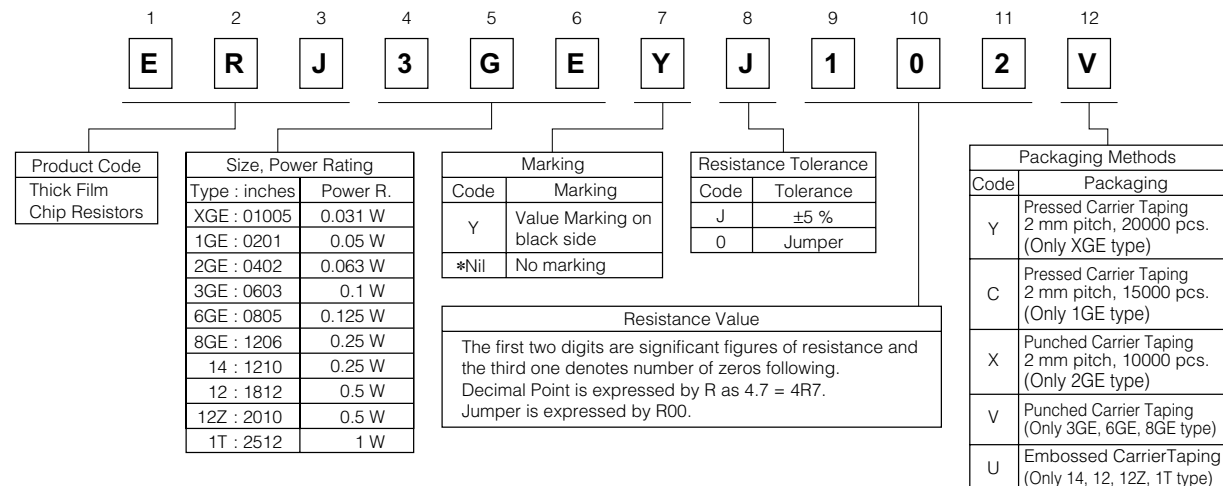 1 2 3 4 5 6 7 8 9 10 11 12
E R J 3 G E Y J 1 0 2 V
Product Code
Thick Film
Chip Resistors
Size, Power Rating
Type : inches Power R.
XGE : 01005 0.031 W
1GE : 0201 0.05 W
2GE : 0402 0.063 W
3GE : 0603 0.1 W
6GE : 0805 0.125 W
8GE : 1206 0.25 W
14 : 1210 0.25 W
12 : 1812 0.5 W
12Z : 2010 0.5 W
1T : 2512 1 W
Marking
Code Marking
Y Value Marking on
black side
*Nil No marking
Resistance Tolerance
Code Tolerance
J ±5 %
0 Jumper
Resistance Value
The first two digits are significant figures of resistance and
the third one denotes number of zeros following.
Decimal Point is expressed by R as 4.7 = 4R7.
Jumper is expressed by R00.
Packaging Methods
Code Packaging
Y Pressed Carrier Taping
2 mm pitch, 20000 pcs.
(Only XGE type)
C Pressed Carrier Taping
2 mm pitch, 15000 pcs.
(Only 1GE type)
X Punched Carrier Taping
2 mm pitch, 10000 pcs.
(Only 2GE type)
V Punched Carrier Taping
(Only 3GE, 6GE, 8GE type)
U Embossed CarrierTaping
(Only 14, 12, 12Z, 1T type)